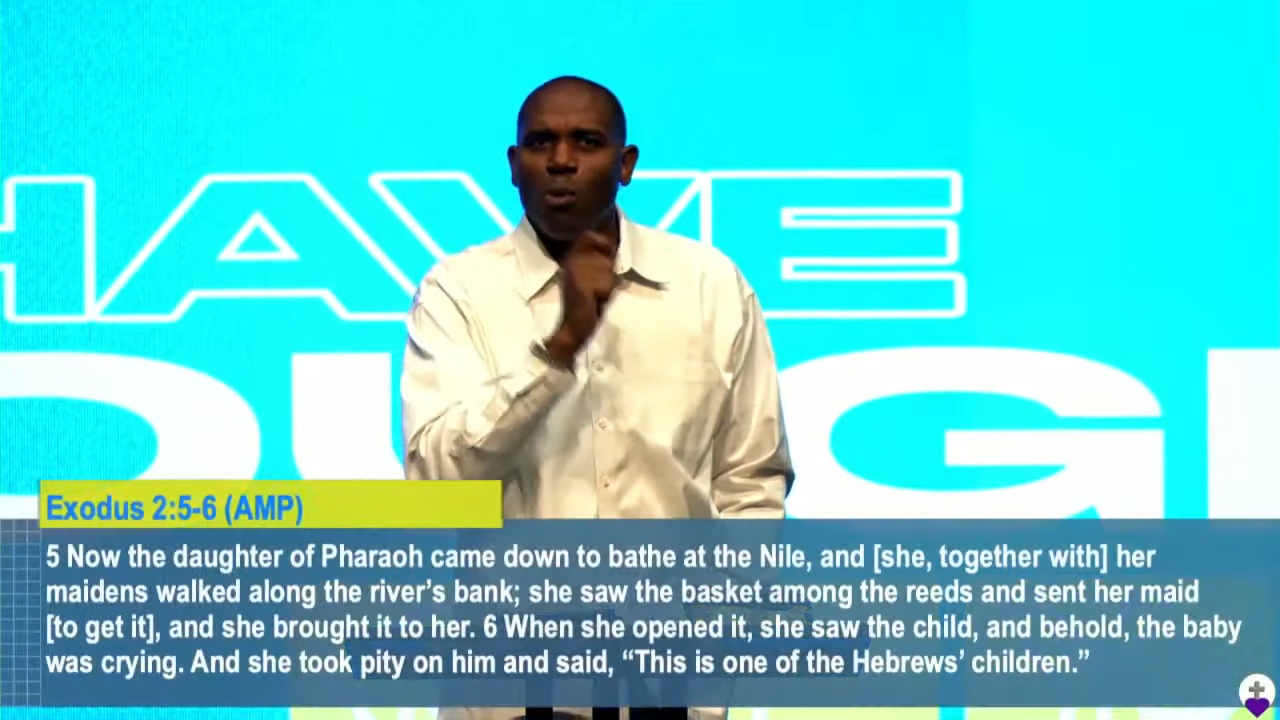 HAVE
Exodus 2:5-6 (AMP)
5 Now the daughter of Pharaoh came down to bathe at the Nile, and [she, together with] her
maidens walked along the river’s bank; she saw the basket among the reeds and sent her maid
[to get it], and she brought it to her. 6 When she opened it, she saw the child, and behold, the baby
was crying. And she took pity on him and said, “This is one of the Hebrews’ children.”